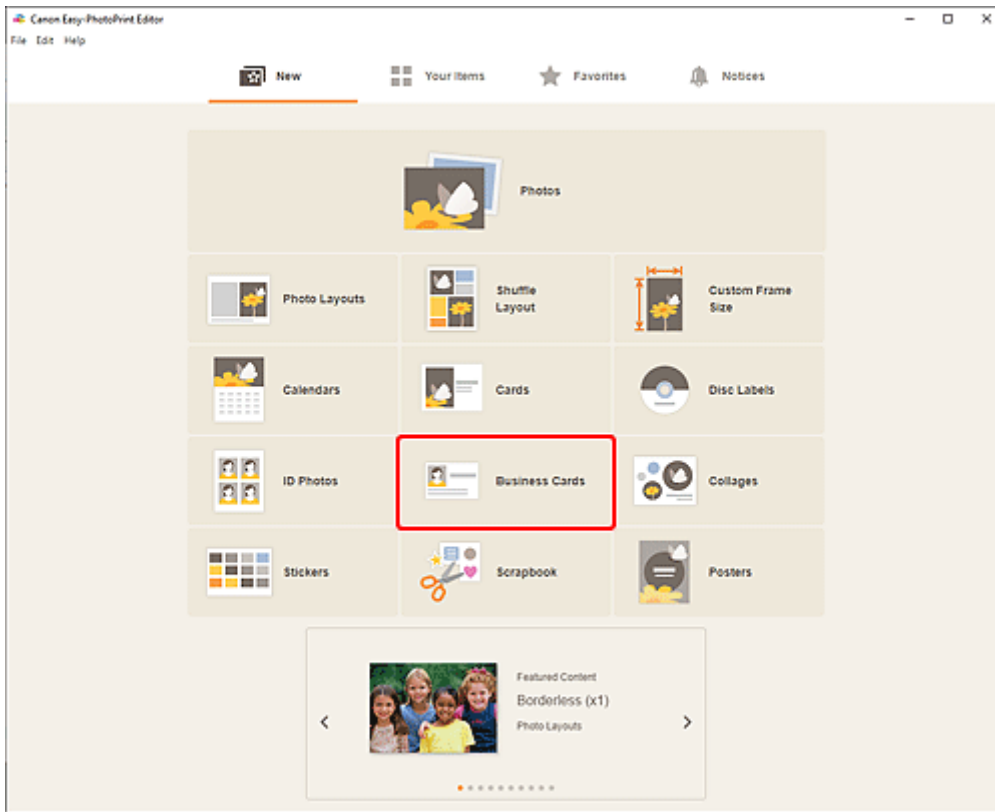 Canon Easy-PhotoPrint Editor
File Edit Help
New
Your Items
Favorites
Notices
Photos
Photo Layouts
Shuffle
Layout
Custom Frame
Size
Calendars
Cards
Disc Labels
ID Photos
Business Cards
Collages
Stickers
Scrapbook
Posters
Featured Content
Borderless (x1)
Photo Layouts